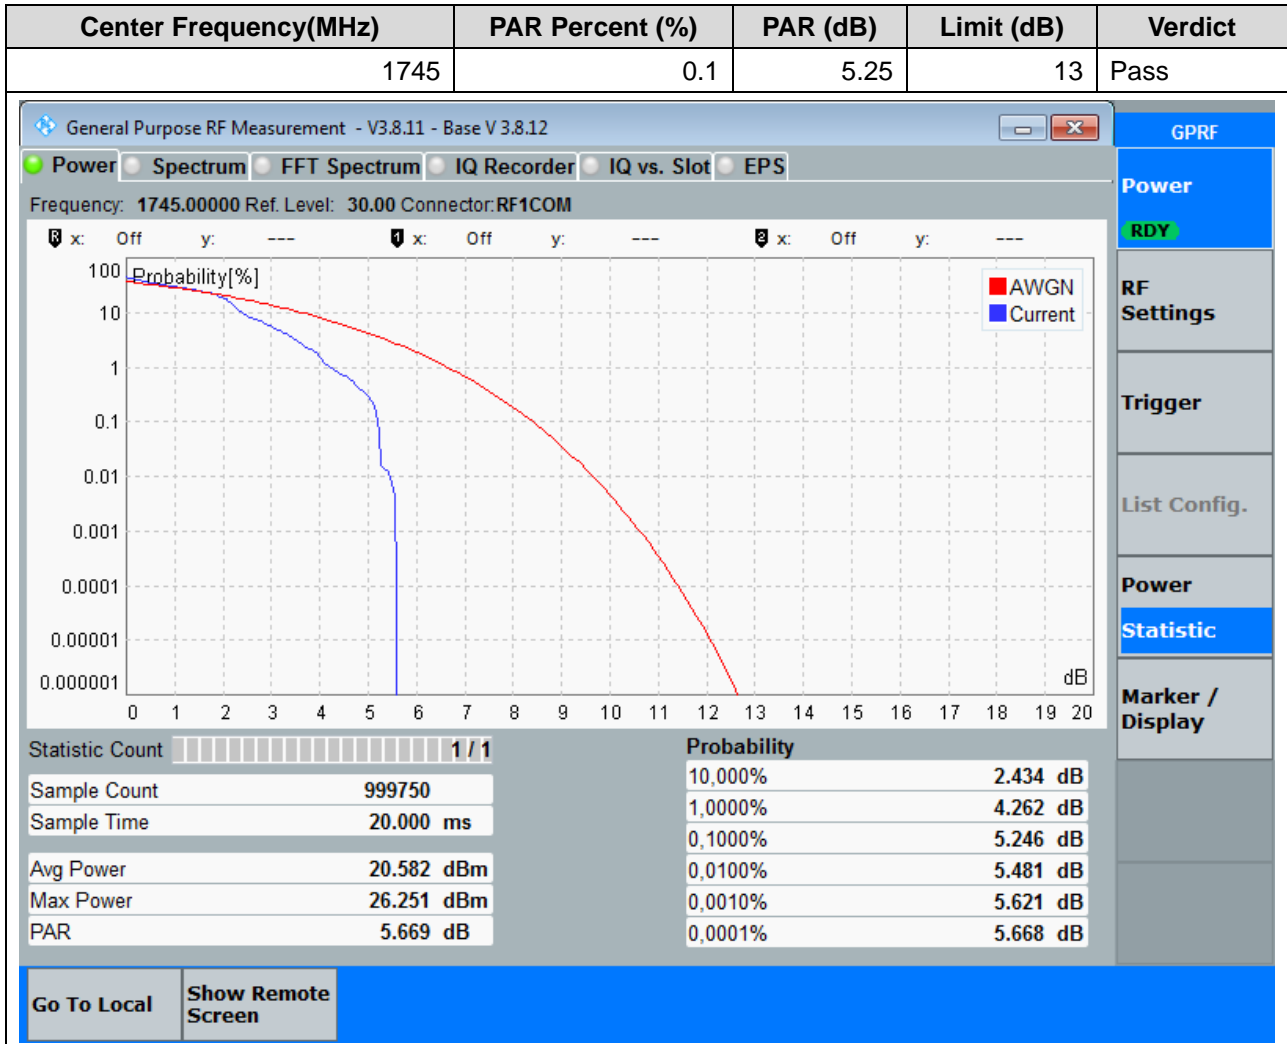 Center Frequency(MHz) PAR Percent (%) PAR (dB) Limit (dB) Verdict
1745 0.1 5.25 13 Pass
General Purpose RF Measurement - V3.8.11 - Base V 3.8.12
GPRF
Power Spectrum FFT Spectrum IQ Recorder IQ vs. Slot EPS
Frequency: 1745.00000 Ref. Level: 30.00 Connector:RF1COM
R x: Off y: --- 1 x: Off y: --- 2 x: Off y: ---
Probability[%]
AWGN
Current
100
10
1
0.1
0.01
0.001
0.0001
0.00001
0.000001
dB
0 1 2 3 4 5 6 7 8 9 10 11 12 13 14 15 16 17 18 19 20
Statistic Count 1 / 1
Sample Count 999750
Sample Time 20.000 ms
Avg Power 20.582 dBm
Max Power 26.251 dBm
PAR 5.669 dB
Probability
10,000% 2.434 dB
1,0000% 4.262 dB
0,1000% 5.246 dB
0,0100% 5.481 dB
0,0010% 5.621 dB
0,0001% 5.668 dB
Power
RDY
RF
Settings
Trigger
List Config.
Power
Statistic
Marker /
Display
Go To Local
Show Remote
Screen